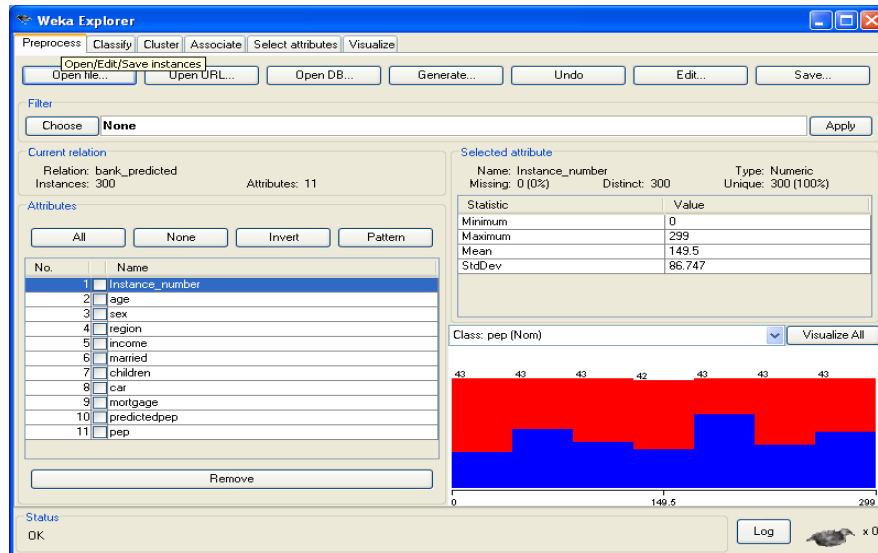 Weka Explorer
Preprocess Classify Cluster Associate Select attributes Visualize
Open/Edit/Save instances
Open file... Open URL... Open DB... Generate... Undo Edit... Save...
Filter
Choose None Apply
Current relation
Relation: bank_predicted
Instances: 300 Attributes: 11
Attributes
All None Invert Pattern
No. Name
1 Instance_number
2 age
3 sex
4 region
5 income
6 married
7 children
8 car
9 mortgage
10 predictedpep
11 pep
Remove
Selected attribute
Name: Instance_number Type: Numeric
Missing: 0 (0%) Distinct: 300 Unique: 300 (100%)
Statistic Value
Minimum 0
Maximum 299
Mean 149.5
StdDev 86.747
Class: pep (Nom) Visualize All
43 43 43 42 43 43 43
0 149.5 299
Status
OK
Log x 0